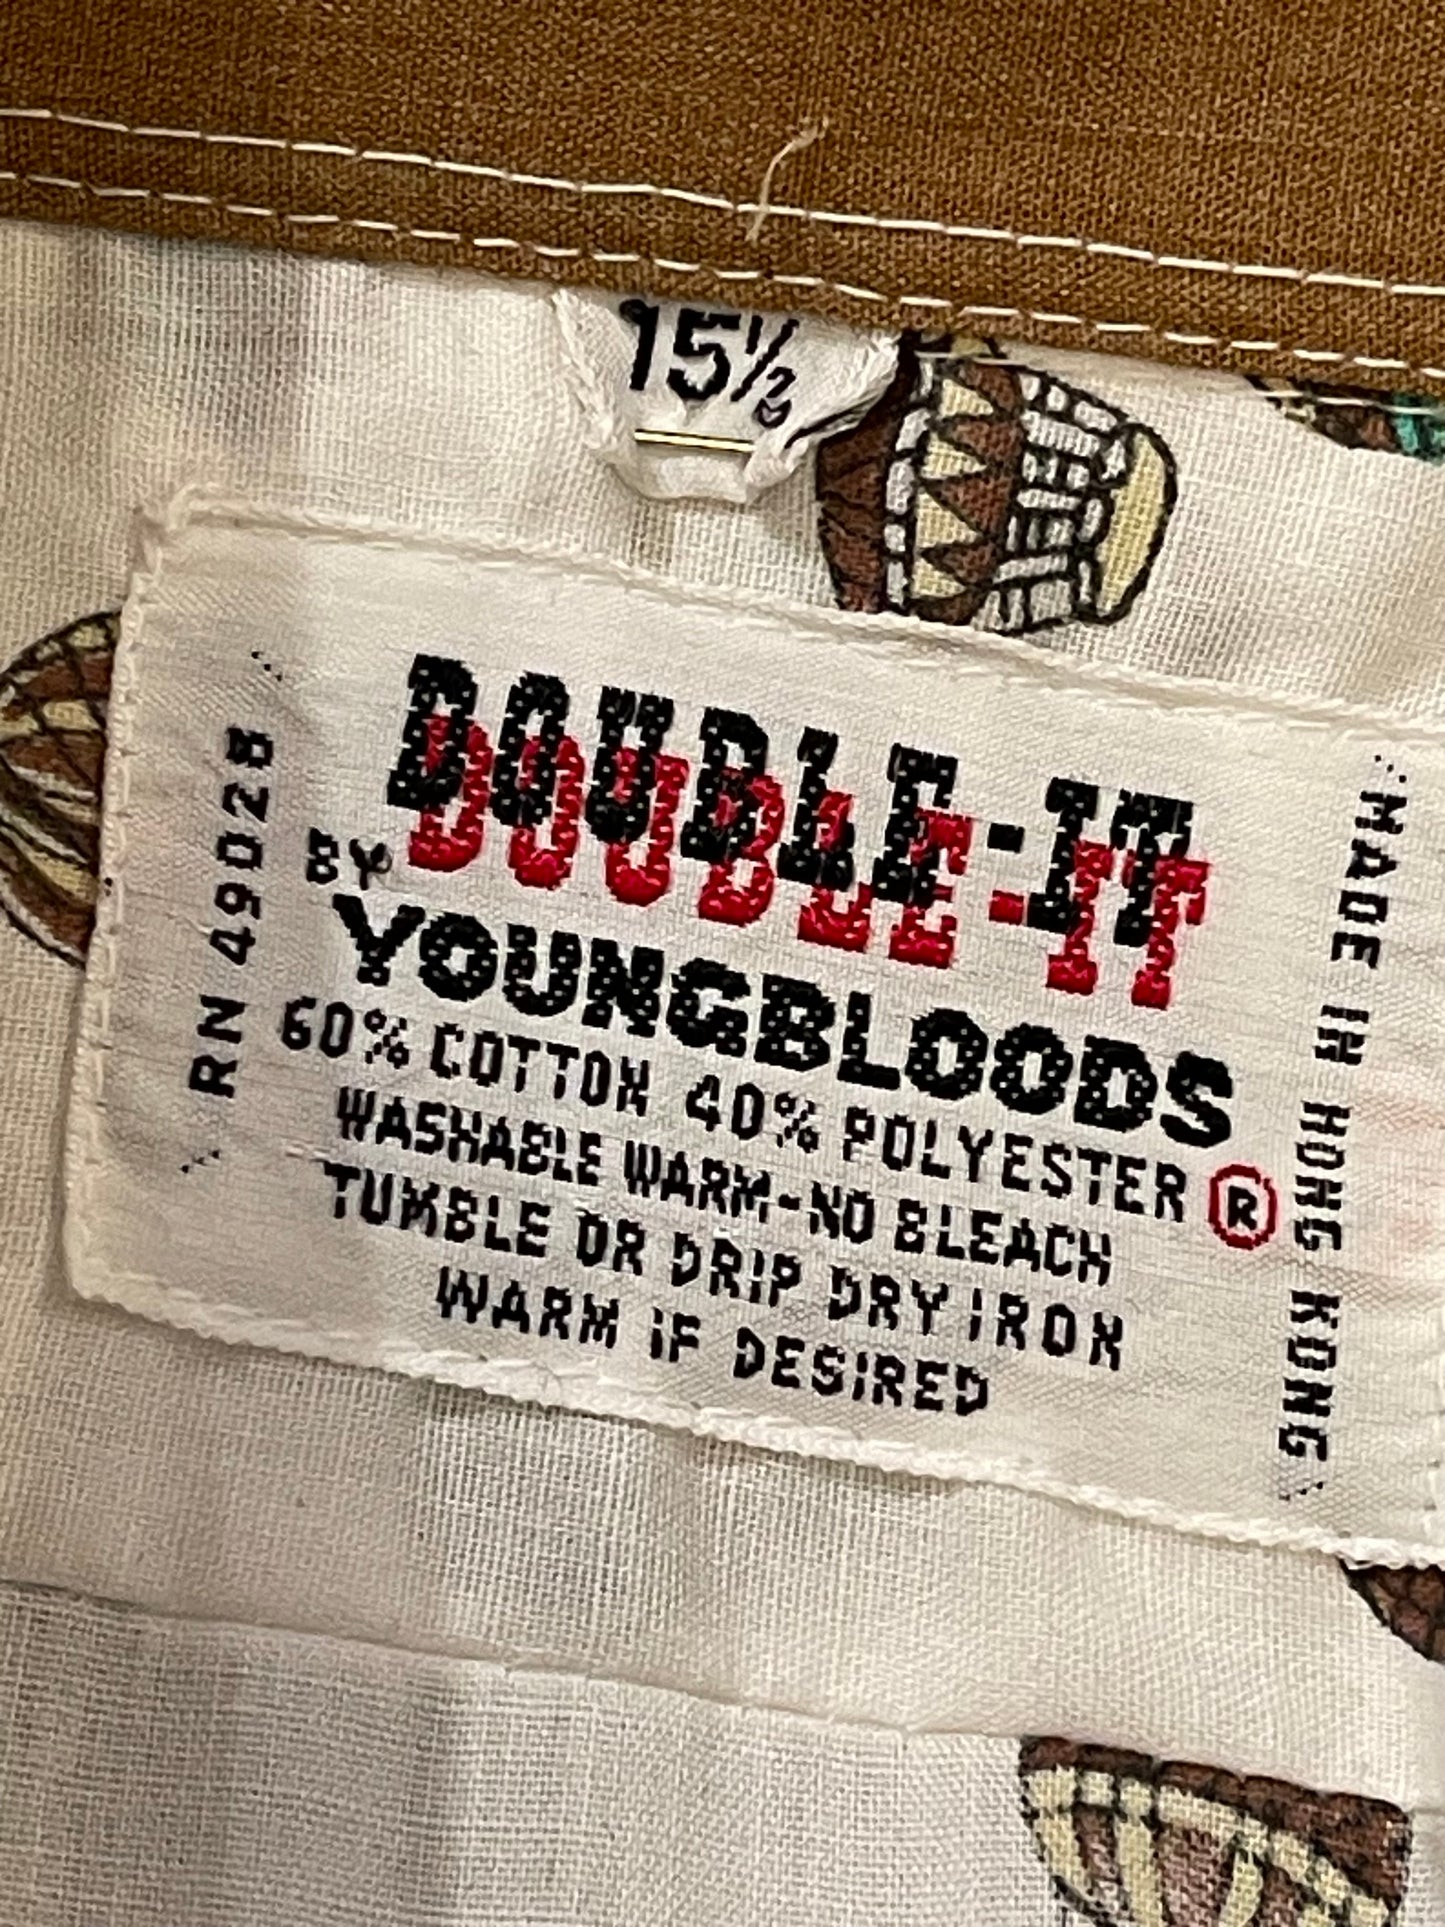 15½
DOUBLE-IT
BY
YOUNGBLOODS
60% COTTON 40% POLYESTER ®
WASHABLE WARM-NO BLEACH
TUMBLE OR DRIP DRY IRON
WARM IF DESIRED
RN 49028
MADE IN HONG KONG